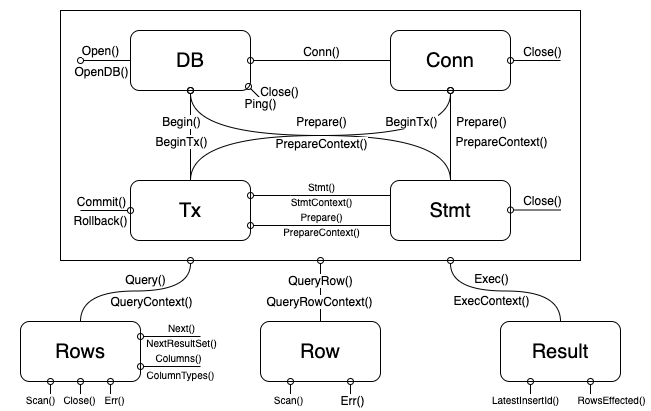 Open()
OpenDB()
DB
Conn()
Conn
Close()
Close()
Ping()
Begin()
BeginTx()
Prepare()
PrepareContext()
BeginTx()
Prepare()
PrepareContext()
Commit()
Rollback()
Tx
Stmt()
StmtContext()
Prepare()
PrepareContext()
Stmt
Close()
Query()
QueryContext()
QueryRow()
QueryRowContext()
Exec()
ExecContext()
Rows
Next()
NextResultSet()
Columns()
ColumnTypes()
Row
Result
Scan()
Close()
Err()
Scan()
Err()
LatestInsertId()
RowsEffected()